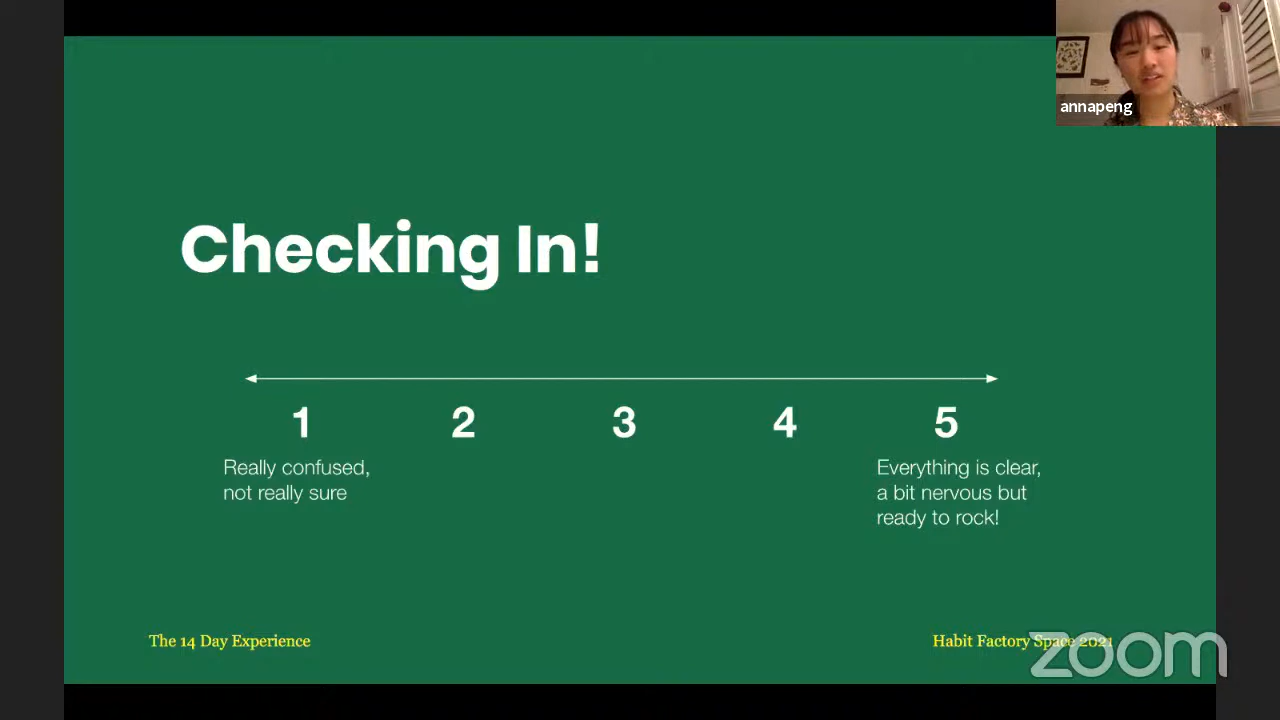 annapeng
Checking In!
1 2 3 4 5
Really confused,
not really sure
Everything is clear,
a bit nervous but
ready to rock!
The 14 Day Experience
Habit Factory Space 2021
zoom